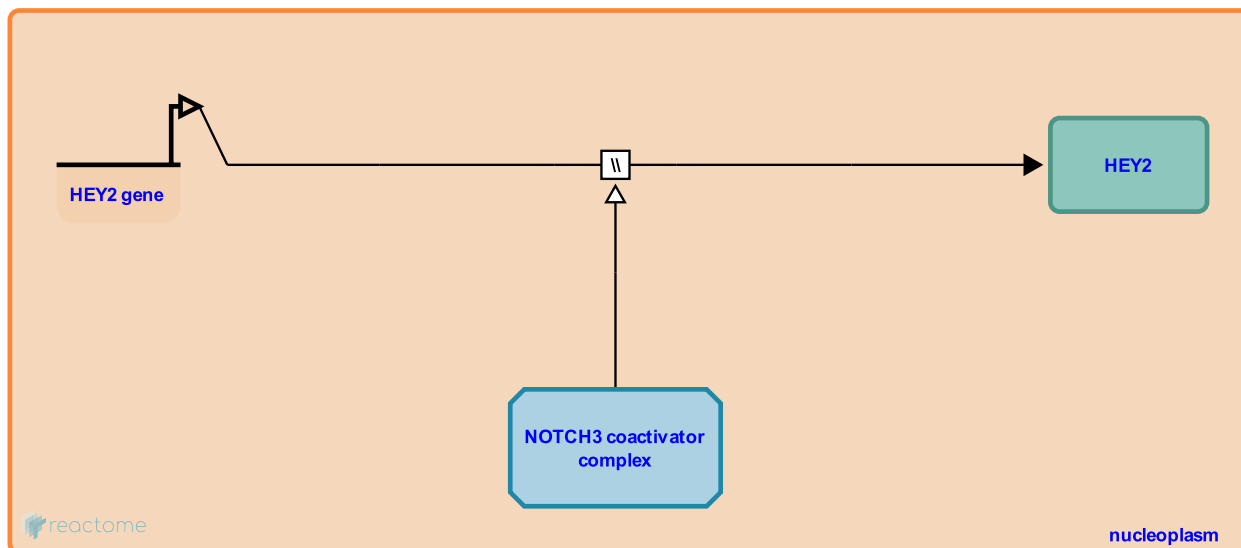 HEY2 gene
\\
HEY2
NOTCH3 coactivator
complex
reactome
nucleoplasm